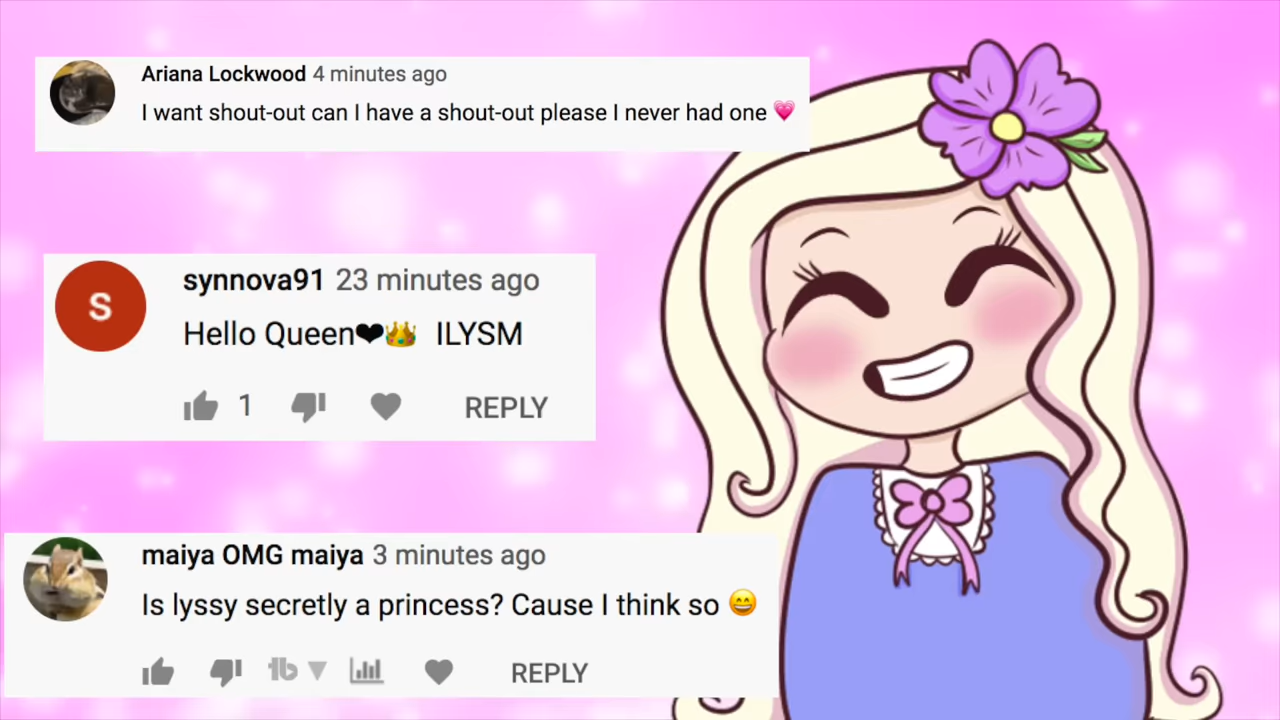 Ariana Lockwood 4 minutes ago
I want shout-out can I have a shout-out please I never had one 💗
S
synnova91 23 minutes ago
Hello Queen❤👑 ILYSM
1
REPLY
maiya OMG maiya 3 minutes ago
Is lyssy secretly a princess? Cause I think so 😄
tb
REPLY